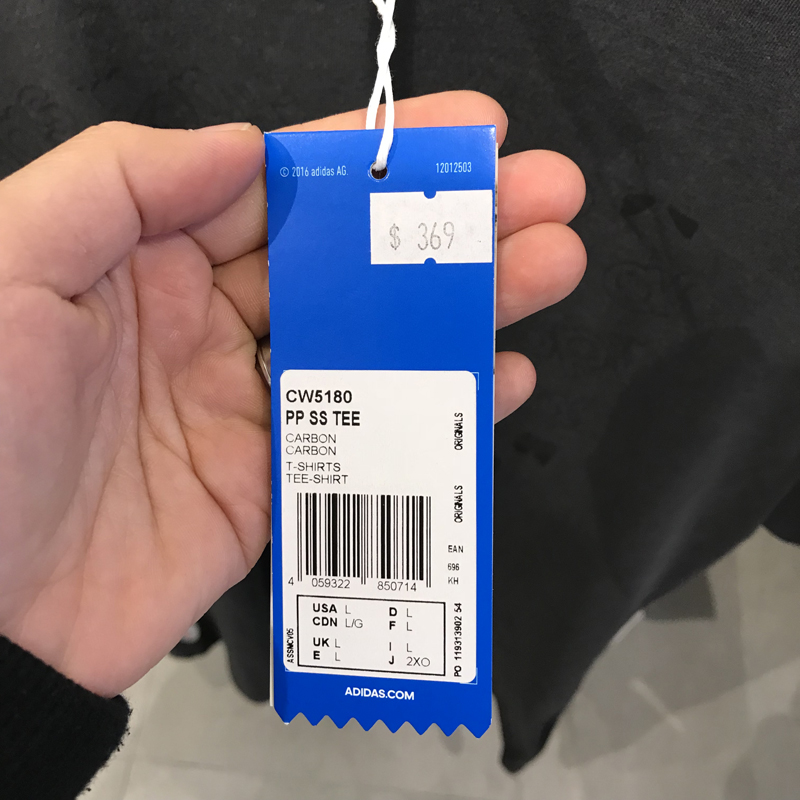 © 2016 adidas AG.
12012503
$ 369
CW5180
PP SS TEE
CARBON
CARBON
T-SHIRTS
TEE-SHIRT
ORIGINALS
ORIGINALS
EAN
696
KH
4 059322 850714
USA L D L
CDN L/G F L
UK L I L
E L J 2XO
ASSMCV05
PO 119313902 54
ADIDAS.COM